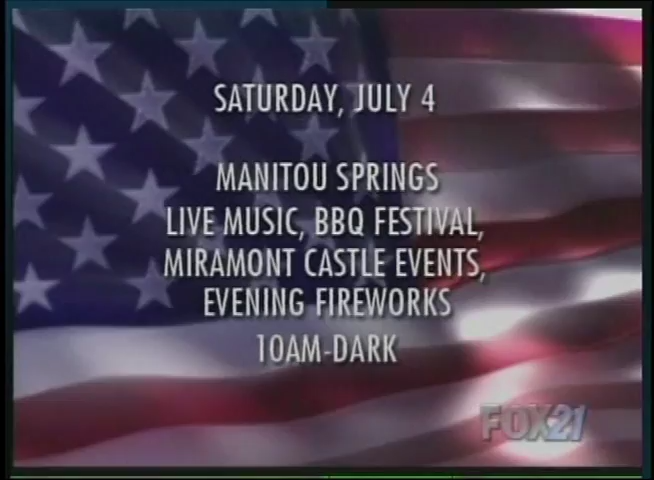 SATURDAY, JULY 4
MANITOU SPRINGS
LIVE MUSIC, BBQ FESTIVAL,
MIRAMONT CASTLE EVENTS,
EVENING FIREWORKS
10AM-DARK
FOX21